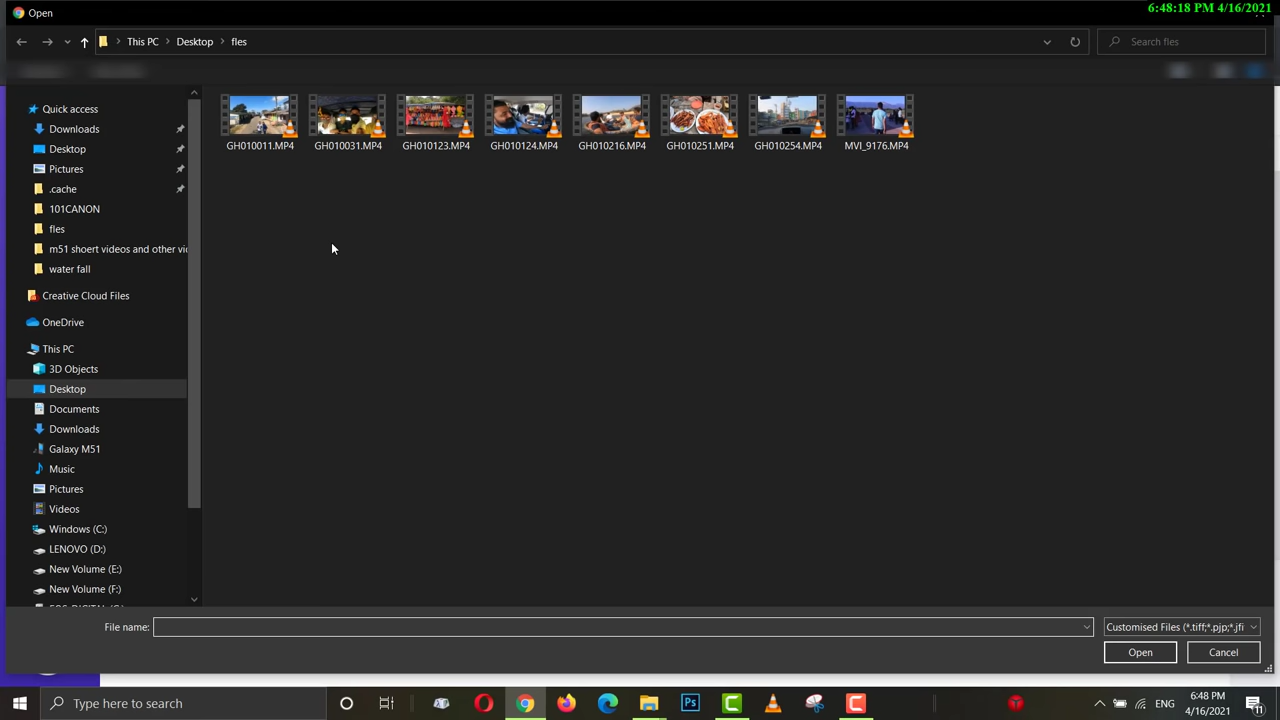 Open
6:48:18 PM 4/16/2021
This PC
Desktop
fles
Search fles
Quick access
Downloads
Desktop
Pictures
.cache
101CANON
fles
m51 shoert videos and other vi
water fall
Creative Cloud Files
OneDrive
This PC
3D Objects
Desktop
Documents
Downloads
Galaxy M51
Music
Pictures
Videos
Windows (C:)
LENOVO (D:)
New Volume (E:)
New Volume (F:)
GH010011.MP4
GH010031.MP4
GH010123.MP4
GH010124.MP4
GH010216.MP4
GH010251.MP4
GH010254.MP4
MVI_9176.MP4
File name:
Customised Files (*.tiff;*.pjp;*.jfi
Open
Cancel
Type here to search
Ps
ENG
6:48 PM
4/16/2021
11